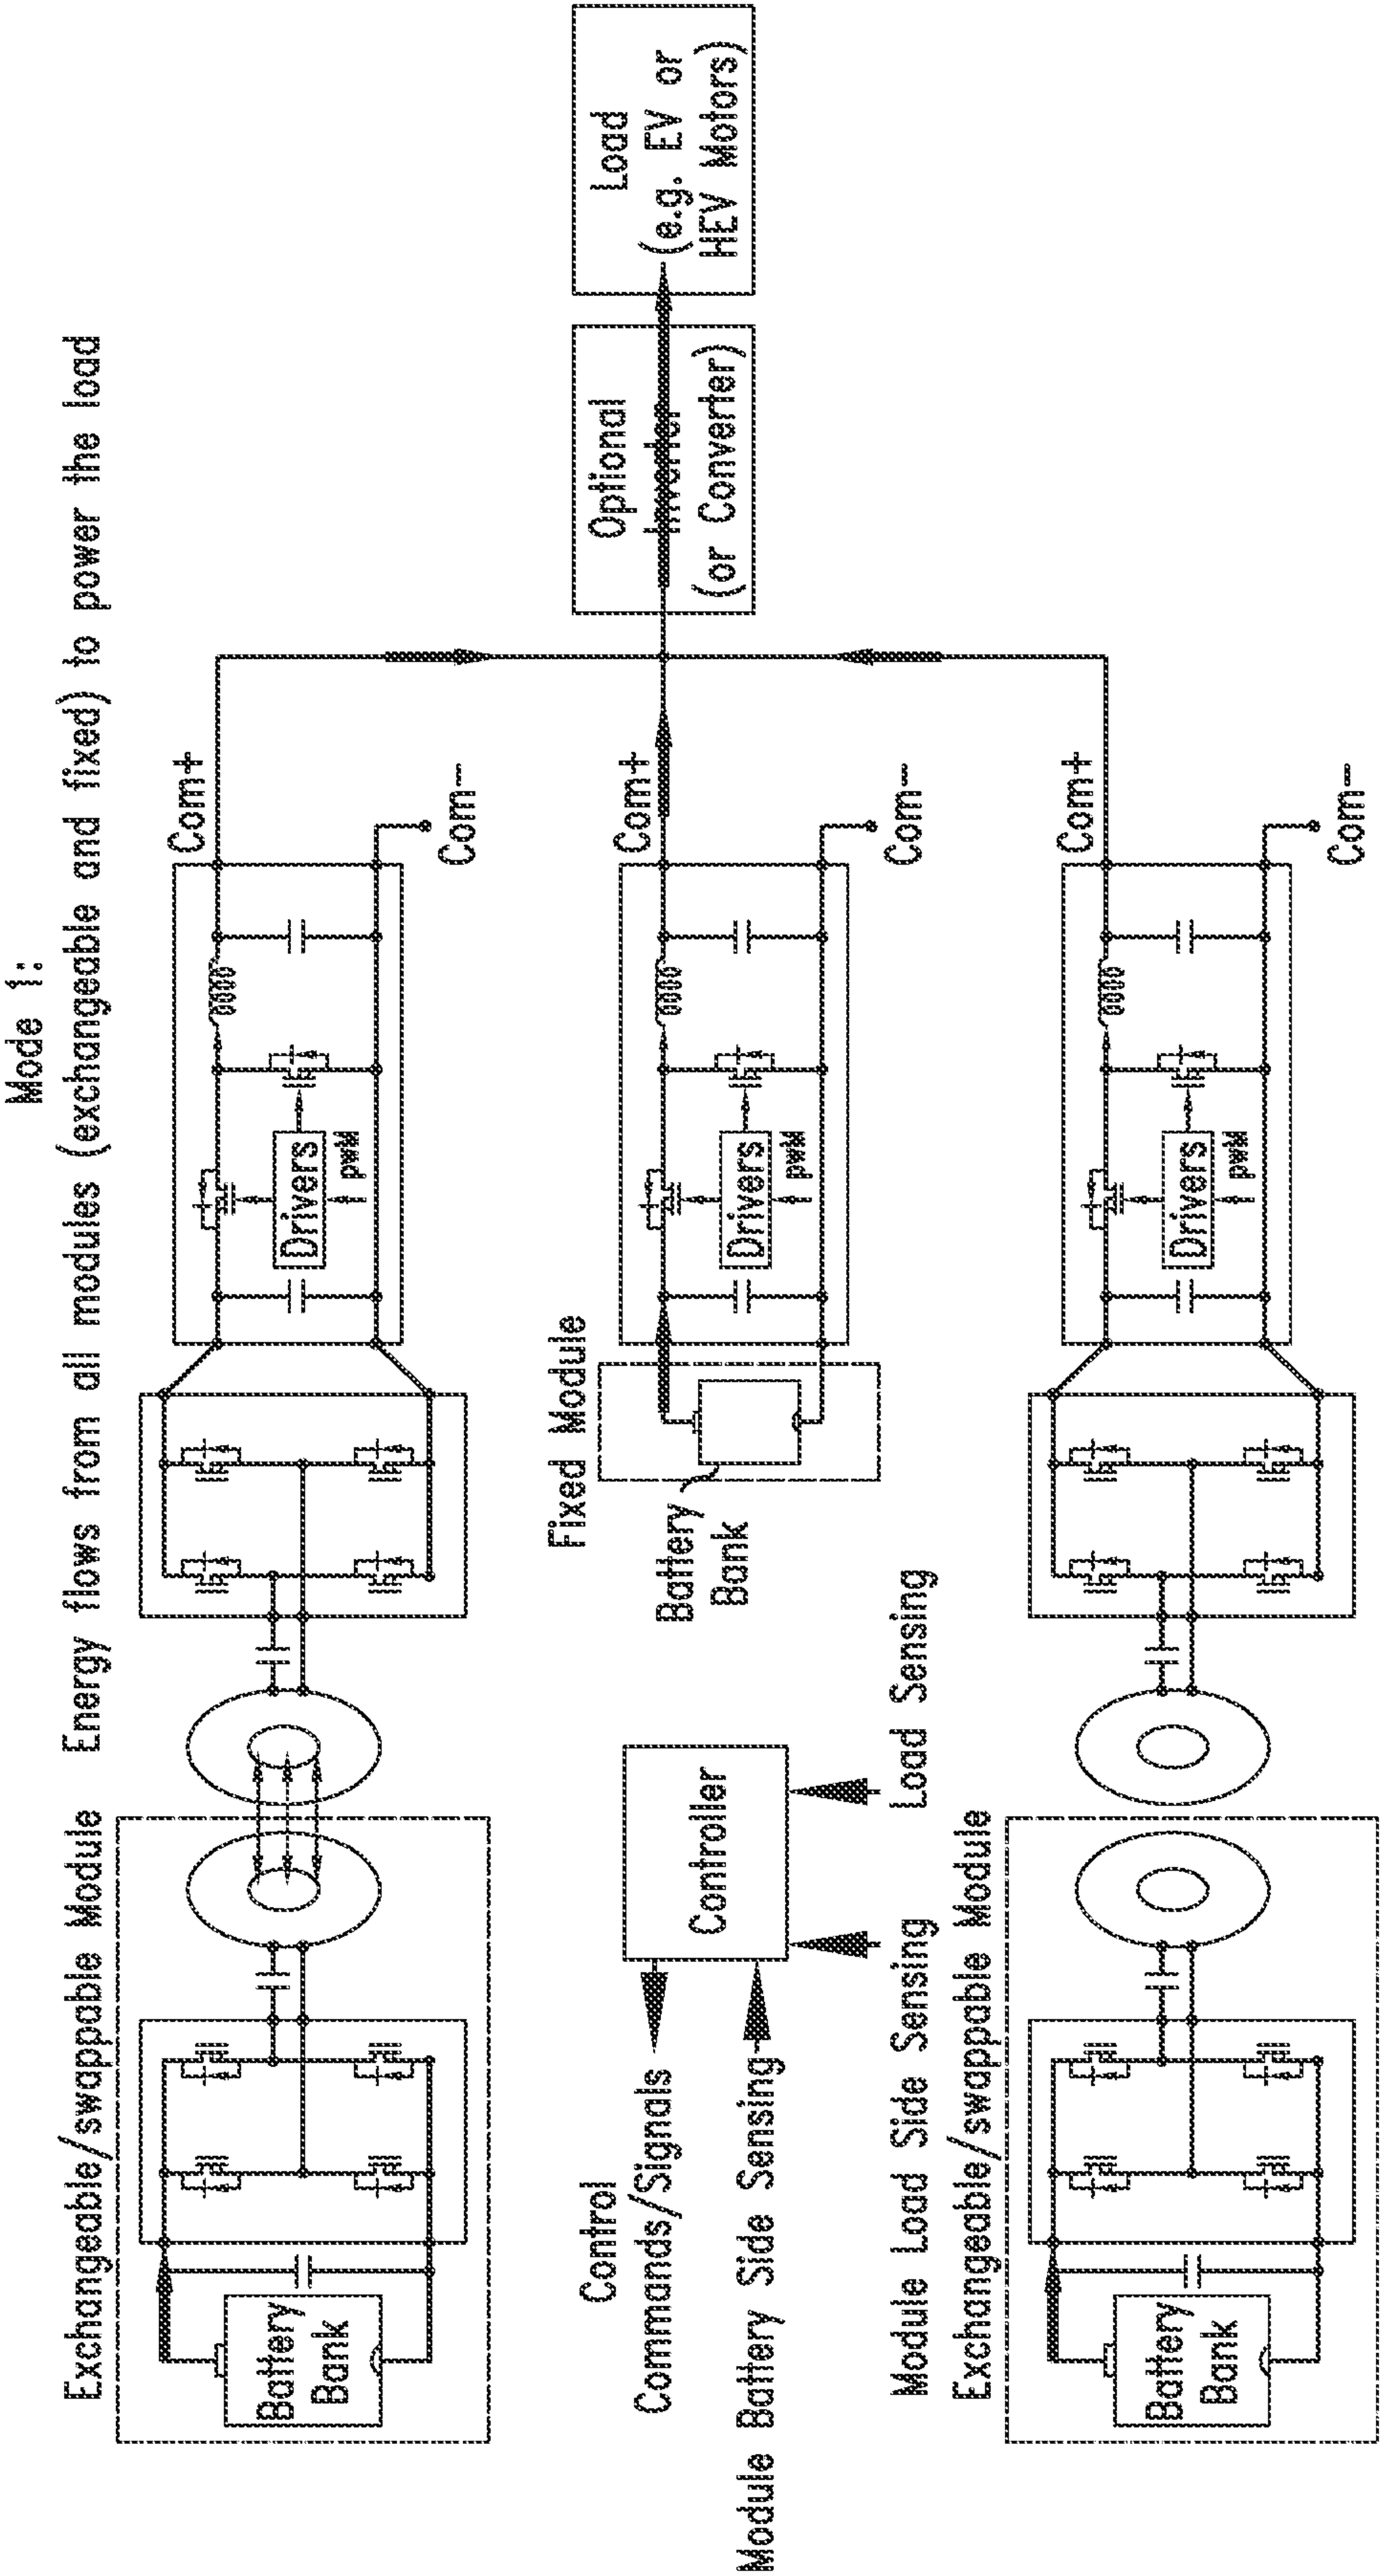 Mode 1:
Energy flows from all modules (exchangeable and fixed) to power the load
Exchangeable/swappable Module
Battery
Bank
Drivers
pwM
Com+
Com-
Fixed Module
Battery
Bank
Drivers
pwM
Com+
Com-
Optional
Inverter
(or Converter)
Load
(e.g. EV or
HEV Motors)
Control
Commands/Signals
Module Battery Side Sensing
Controller
Module Load Side Sensing
Load Sensing
Exchangeable/swappable Module
Battery
Bank
Drivers
pwM
Com+
Com-